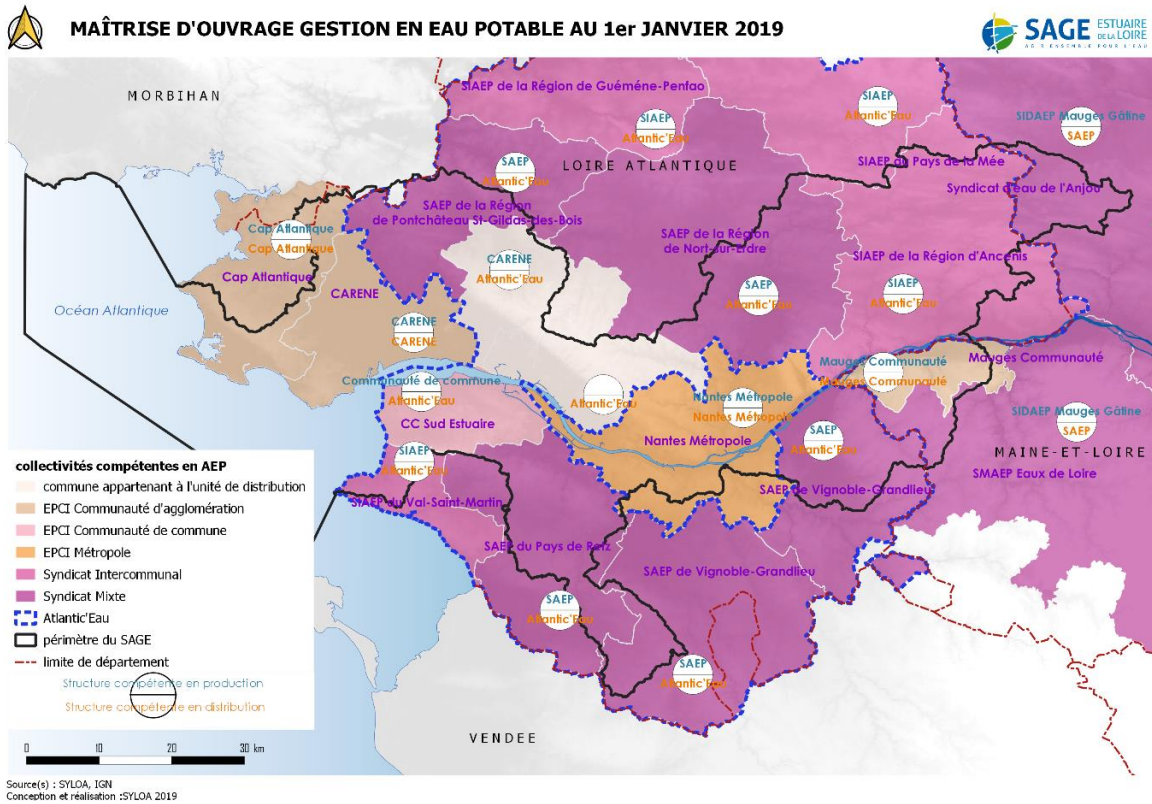 MAÎTRISE D'OUVRAGE GESTION EN EAU POTABLE AU 1er JANVIER 2019
SAGE ESTUAIRE DE LA LOIRE
AGIR ENSEMBLE POUR L'EAU
MORBIHAN
SIAEP de la Région de Guéméné-Penfao
SIAEP
Atlantic'Eau
SIAEP
Atlantic'Eau
SIDAEP Mauges Gâtine
SAEP
LOIRE ATLANTIQUE
SAEP
Atlantic'Eau
SIAEP du Pays de la Mée
Syndicat d'eau de l'Anjou
SAEP de la Région
de Pontchâteau St-Gildas-des-Bois
Cap Atlantique
Cap Atlantique
Cap Atlantique
SAEP de la Région
de Nort-sur-Erdre
CARENE
Atlantic'Eau
SIAEP de la Région d'Ancenis
CARENE
SAEP
Atlantic'Eau
SIAEP
Atlantic'Eau
Océan Atlantique
CARENE
CARENE
Mauges Communauté
Mauges Communauté
Mauges Communauté
Communauté de commune
Atlantic'Eau
Atlantic'Eau
Nantes Métropole
Nantes Métropole
SIDAEP Mauges Gâtine
SAEP
CC Sud Estuaire
Nantes Métropole
SAEP
Atlantic'Eau
MAINE-ET-LOIRE
SIAEP
Atlantic'Eau
SMAEP Eaux de Loire
SIAEP du Val-Saint-Martin
SAEP de Vignoble-Grandlieu
SAEP du Pays de Retz
SAEP de Vignoble-Grandlieu
SAEP
Atlantic'Eau
SAEP
Atlantic'Eau
VENDEE
collectivités compétentes en AEP
commune appartenant à l'unité de distribution
EPCI Communauté d'agglomération
EPCI Communauté de commune
EPCI Métropole
Syndicat Intercommunal
Syndicat Mixte
Atlantic'Eau
périmètre du SAGE
limite de département
Structure compétente en production
Structure compétente en distribution
0 10 20 30 km
Source(s) : SYLOA, IGN
Conception et réalisation :SYLOA 2019